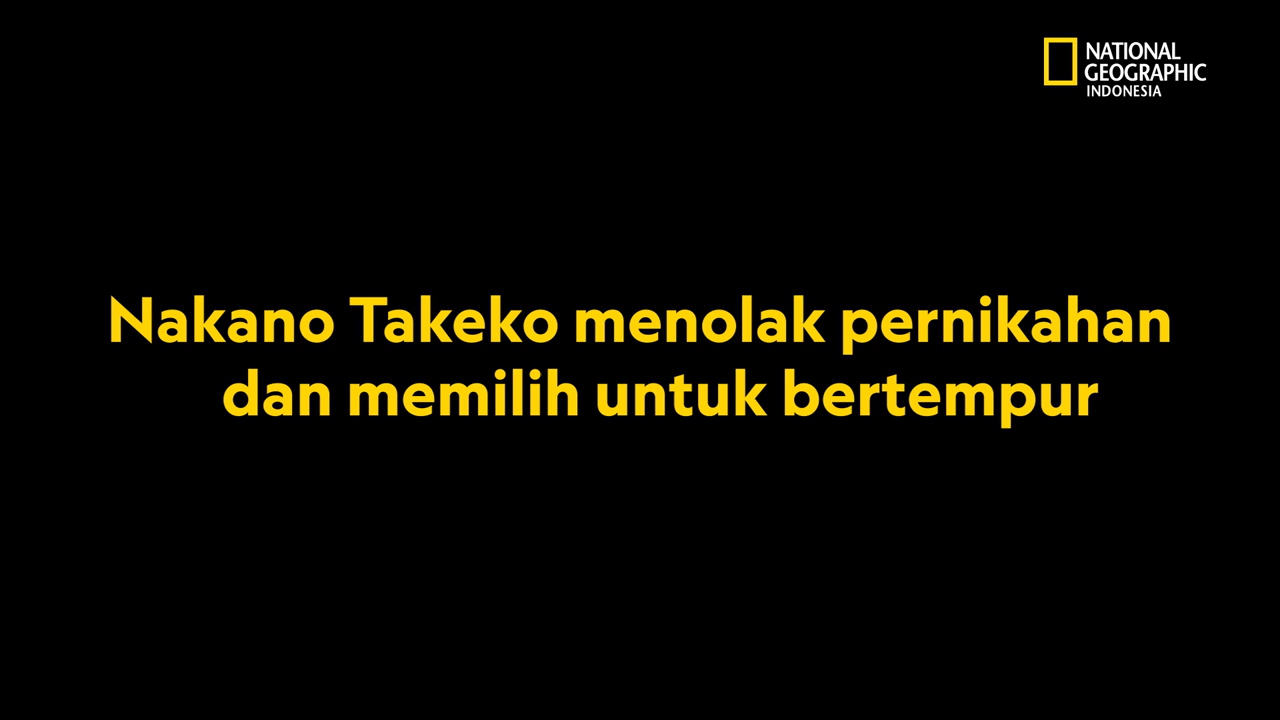 NATIONAL
GEOGRAPHIC
INDONESIA
Nakano Takeko menolak pernikahan
dan memilih untuk bertempur